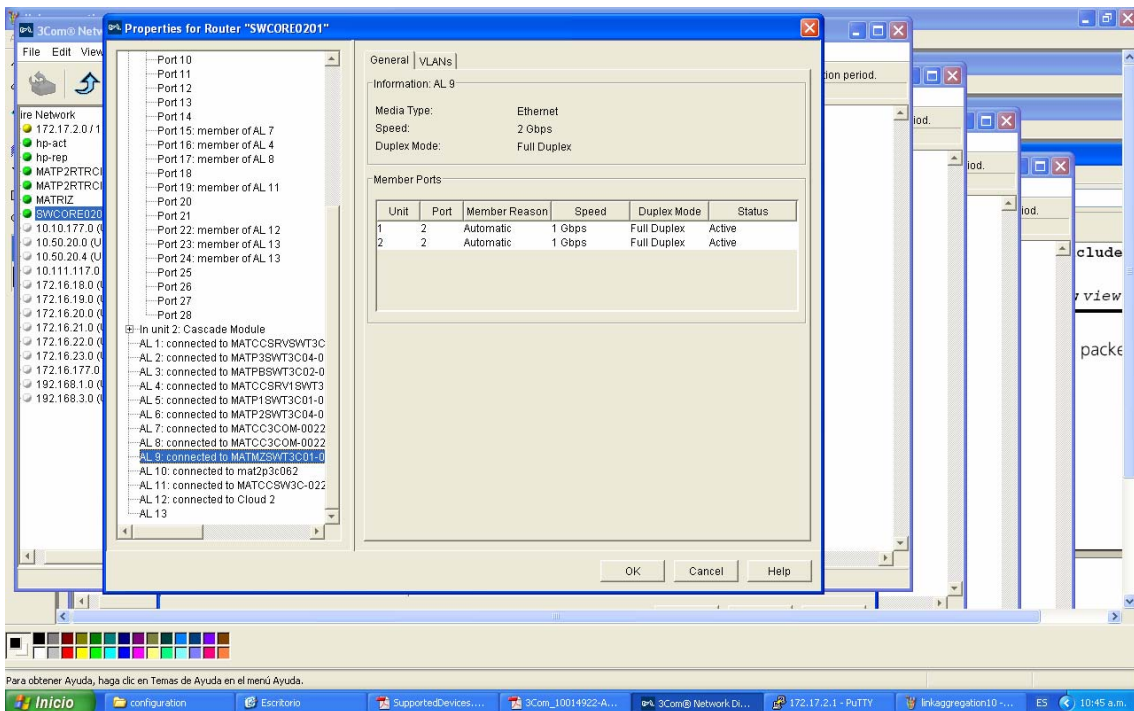 3Com® Netw
Properties for Router "SWCORE0201"
File Edit View
Port 10
Port 11
Port 12
Port 13
Port 14
Port 15: member of AL 7
Port 16: member of AL 4
Port 17: member of AL 8
Port 18
Port 19: member of AL 11
Port 20
Port 21
Port 22: member of AL 12
Port 23: member of AL 13
Port 24: member of AL 13
Port 25
Port 26
Port 27
Port 28
In unit 2: Cascade Module
AL 1: connected to MATCCSRVSWT3C
AL 2: connected to MATP3SWT3C04-0
AL 3: connected to MATPBSWT3C02-0
AL 4: connected to MATCCSRV1SWT3
AL 5: connected to MATP1SWT3C01-0
AL 6: connected to MATP2SWT3C04-0
AL 7: connected to MATCC3COM-0022
AL 8: connected to MATCC3COM-0022
AL 9: connected to MATMZSWT3C01-0
AL 10: connected to mat2p3c062
AL 11: connected to MATCCSW3C-022
AL 12: connected to Cloud 2
AL 13
General VLANs
Information: AL 9
Media Type: Ethernet
Speed: 2 Gbps
Duplex Mode: Full Duplex
Member Ports
Unit Port Member Reason Speed Duplex Mode Status
1 2 Automatic 1 Gbps Full Duplex Active
2 2 Automatic 1 Gbps Full Duplex Active
OK Cancel Help
ire Network
172.17.2.0 / 1
hp-act
hp-rep
MATP2RTRCI
MATP2RTRCI
MATRIZ
SWCORE020
10.10.177.0 (U
10.50.20.0 (U
10.50.20.4 (U
10.111.117.0
172.16.18.0 (U
172.16.19.0 (U
172.16.20.0 (U
172.16.21.0 (U
172.16.22.0 (U
172.16.23.0 (U
172.16.177.0
192.168.1.0 (U
192.168.3.0 (U
ion period.
iod.
iod.
iod.
clude
view
packe
Para obtener Ayuda, haga clic en Temas de Ayuda en el menú Ayuda.
Inicio configuration Escritorio SupportedDevices.... 3Com_10014922-A... 3Com® Network Di... 172.17.2.1 - PuTTY linkaggregation10 -... ES 10:45 a.m.